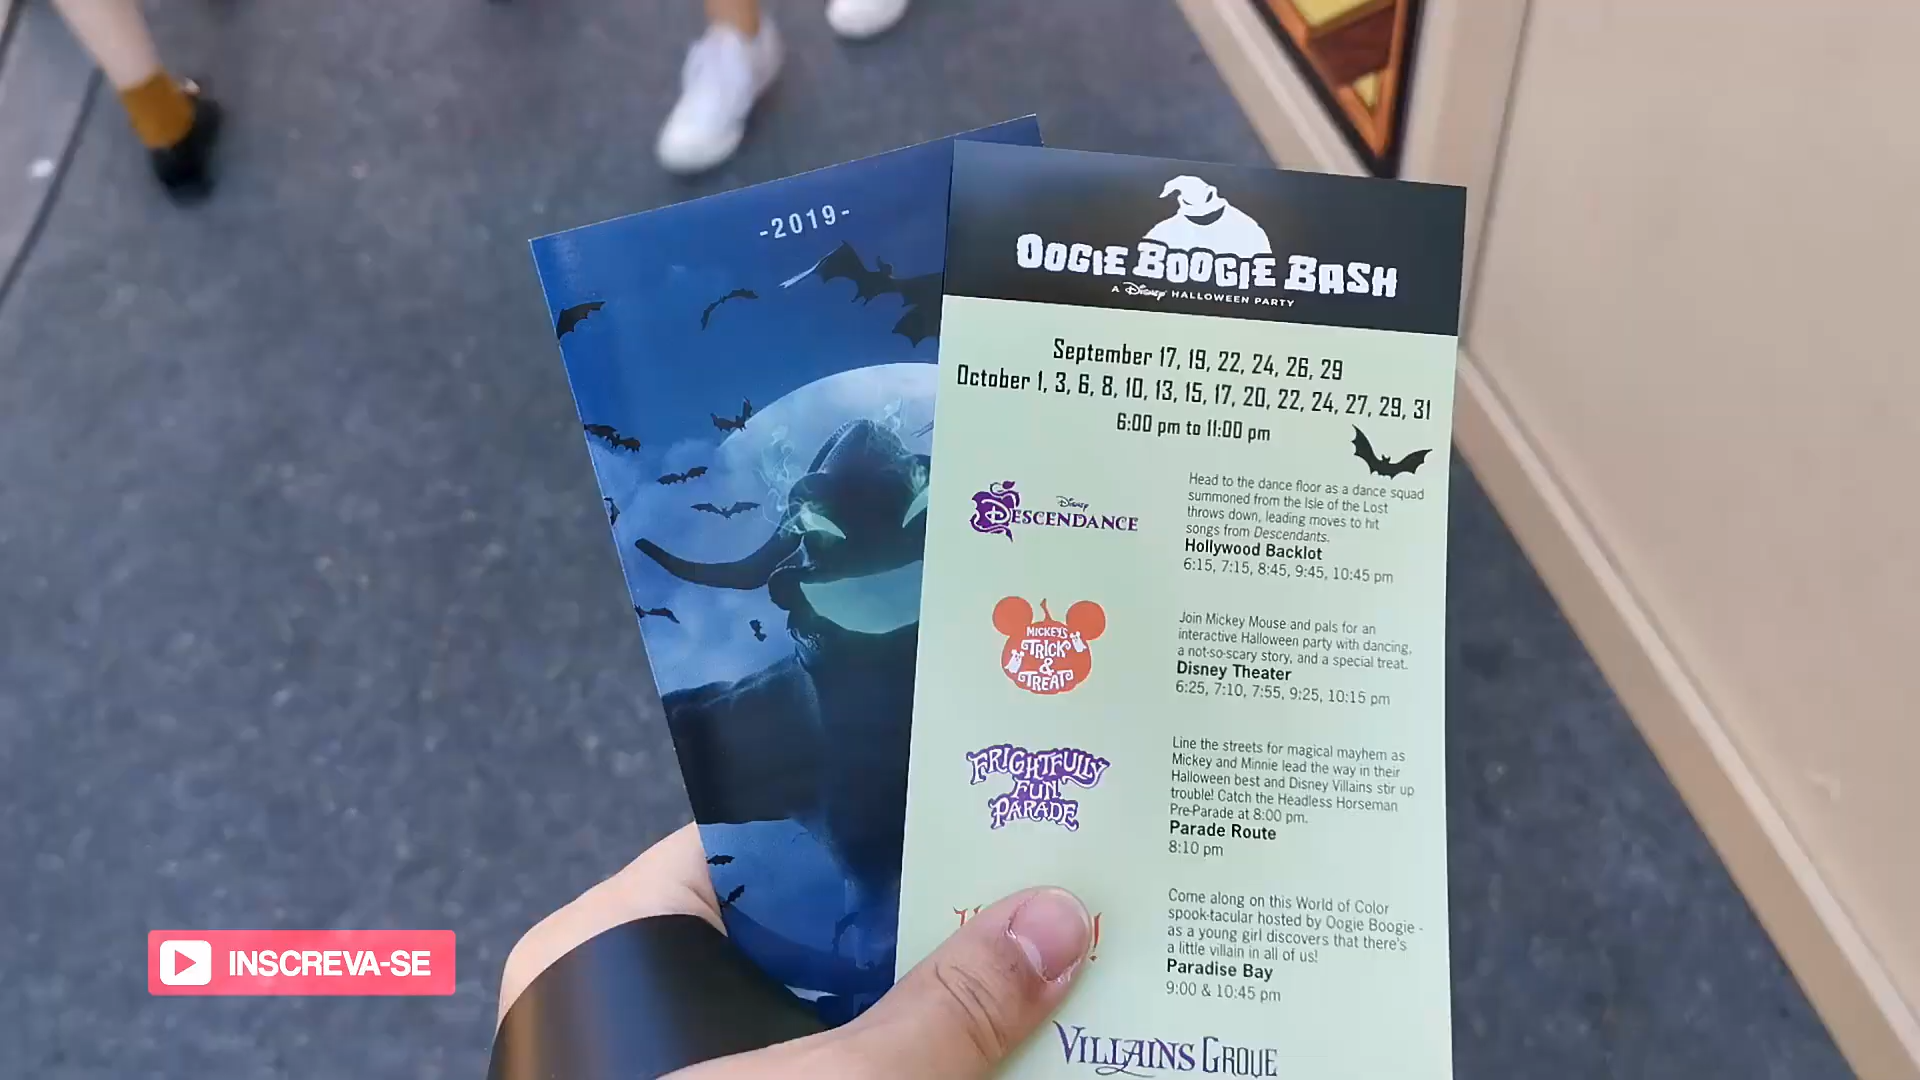 -2019-
OOGIE BOOGIE BASH
A Disney HALLOWEEN PARTY
September 17, 19, 22, 24, 26, 29
October 1, 3, 6, 8, 10, 13, 15, 17, 20, 22, 24, 27, 29, 31
6:00 pm to 11:00 pm
Disney
DESCENDANCE
Head to the dance floor as a dance squad
summoned from the Isle of the Lost
throws down, leading moves to hit
songs from Descendants.
Hollywood Backlot
6:15, 7:15, 8:45, 9:45, 10:45 pm
MICKEY'S
TRICK
&
TREAT
Join Mickey Mouse and pals for an
interactive Halloween party with dancing,
a not-so-scary story, and a special treat.
Disney Theater
6:25, 7:10, 7:55, 9:25, 10:15 pm
FRIGHTFULLY
FUN
PARADE
Line the streets for magical mayhem as
Mickey and Minnie lead the way in their
Halloween best and Disney Villains stir up
trouble! Catch the Headless Horseman
Pre-Parade at 8:00 pm.
Parade Route
8:10 pm
Come along on this World of Color
spook-tacular hosted by Oogie Boogie -
as a young girl discovers that there's
a little villain in all of us!
Paradise Bay
9:00 & 10:45 pm
VILLAINS GROVE
INSCREVA-SE